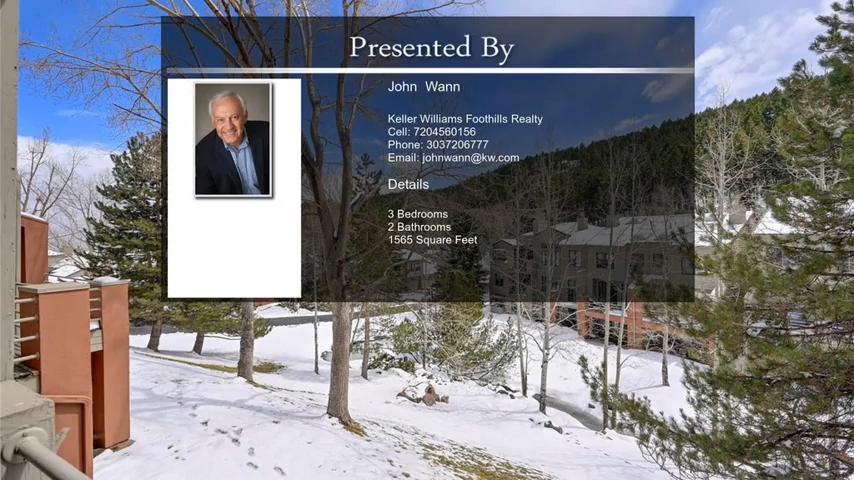 Presented By
John Wann
Keller Williams Foothills Realty
Cell: 7204560156
Phone: 3037206777
Email: johnwann@kw.com
Details
3 Bedrooms
2 Bathrooms
1565 Square Feet